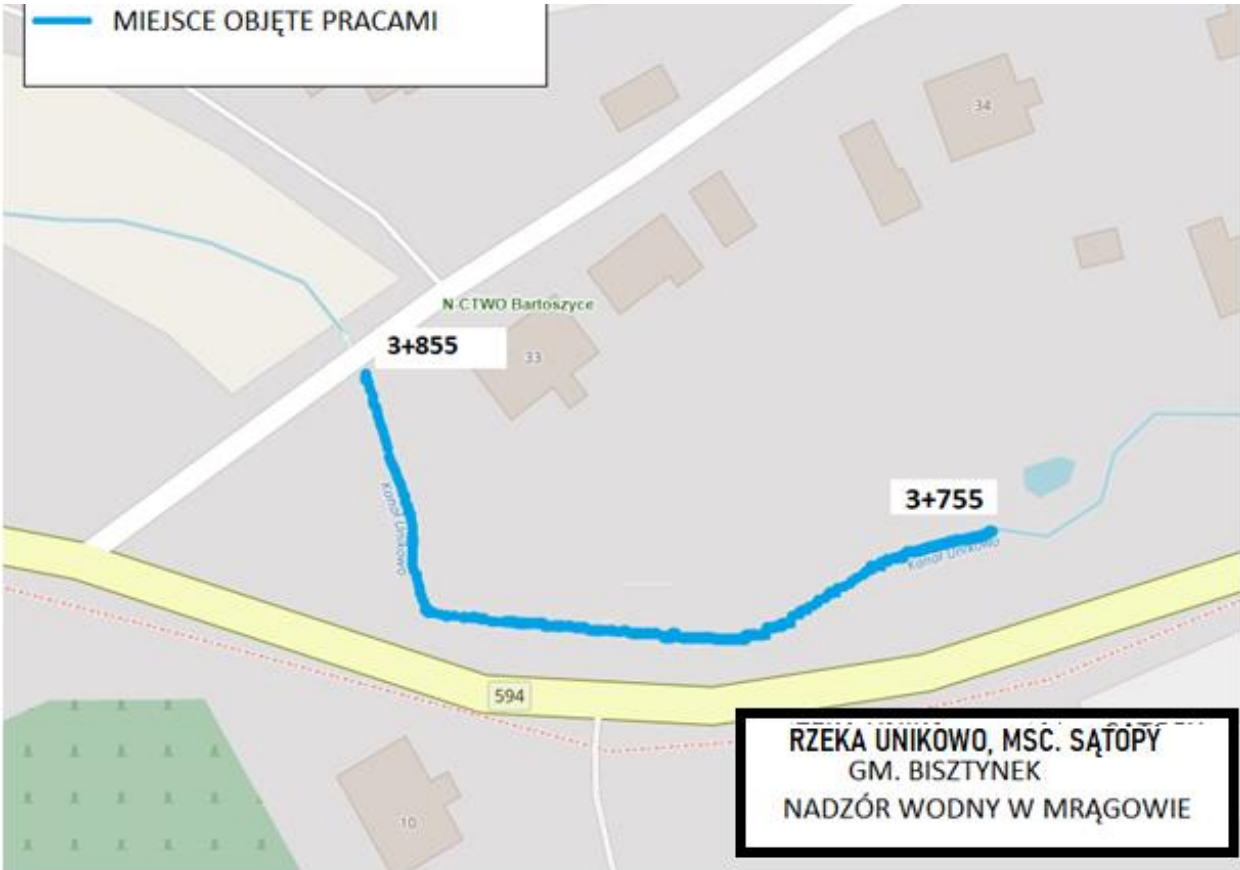 MIEJSCE OBJĘTE PRACAMI
34
N-CTWO Bartoszyce
3+855
33
3+755
Kanał Unikowo
Kanał Unikowo
594
RZEKA UNIKOWO, MSC. SĄTOPY
GM. BISZTYNEK
NADZÓR WODNY W MRĄGOWIE
10